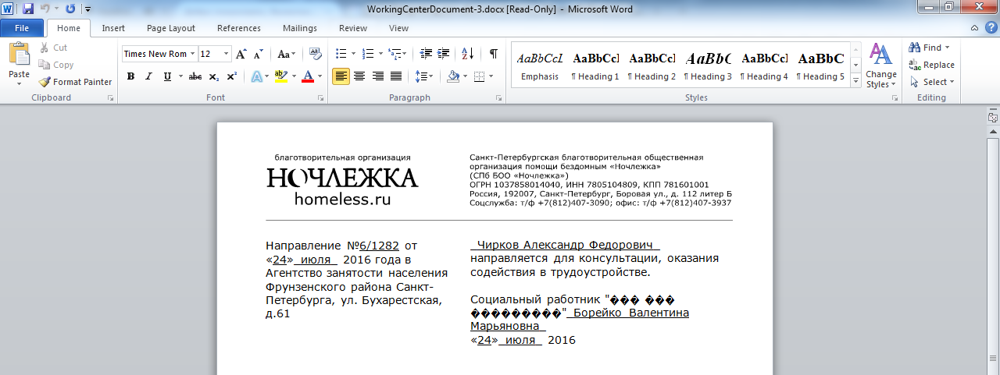 WorkingCenterDocument-3.docx [Read-Only] - Microsoft Word
File Home Insert Page Layout References Mailings Review View
Paste
Cut
Copy
Format Painter
Clipboard
Times New Rom 12
Font
Paragraph
AaBbCcI AaBbCcI AaBbCcI AaBbC AaBbCcI AaBbC
Emphasis ¶ Heading 1 ¶ Heading 2 ¶ Heading 3 ¶ Heading 4 ¶ Heading 5
Styles
Change Styles
Find
Replace
Select
Editing
благотворительная организация
НОЧЛЕЖКА
homeless.ru
Санкт-Петербургская благотворительная общественная
организация помощи бездомным «Ночлежка»
(СПб БОО «Ночлежка»)
ОГРН 1037858014040, ИНН 7805104809, КПП 781601001
Россия, 192007, Санкт-Петербург, Боровая ул., д. 112 литер Б
Соцслужба: т/ф +7(812)407-3090; офис: т/ф +7(812)407-3937
Направление №6/1282 от
«24» июля 2016 года в
Агентство занятости населения
Фрунзенского района Санкт-
Петербурга, ул. Бухарестская,
д.61
Чирков Александр Федорович
направляется для консультации, оказания
содействия в трудоустройстве.
Социальный работник "��� ���
���������" Борейко Валентина
Марьяновна
«24» июля 2016